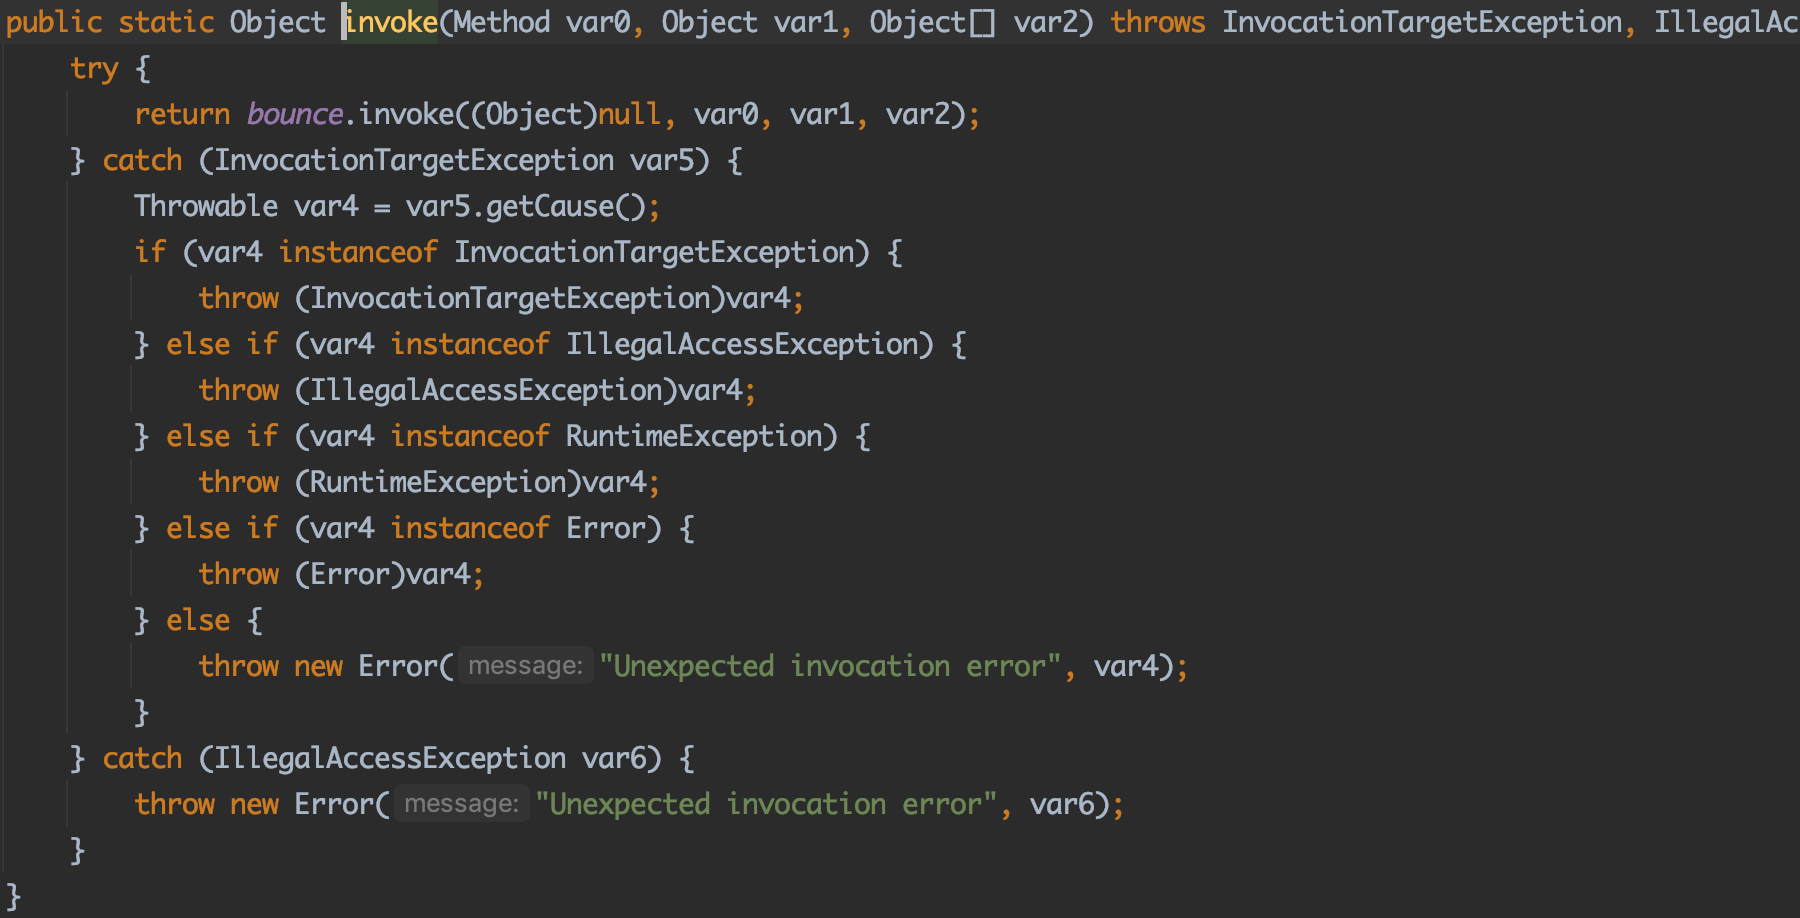 public static Object invoke(Method var0, Object var1, Object[] var2) throws InvocationTargetException, IllegalAc
try {
return bounce.invoke((Object)null, var0, var1, var2);
} catch (InvocationTargetException var5) {
Throwable var4 = var5.getCause();
if (var4 instanceof InvocationTargetException) {
throw (InvocationTargetException)var4;
} else if (var4 instanceof IllegalAccessException) {
throw (IllegalAccessException)var4;
} else if (var4 instanceof RuntimeException) {
throw (RuntimeException)var4;
} else if (var4 instanceof Error) {
throw (Error)var4;
} else {
throw new Error( message: "Unexpected invocation error", var4);
}
} catch (IllegalAccessException var6) {
throw new Error( message: "Unexpected invocation error", var6);
}
}